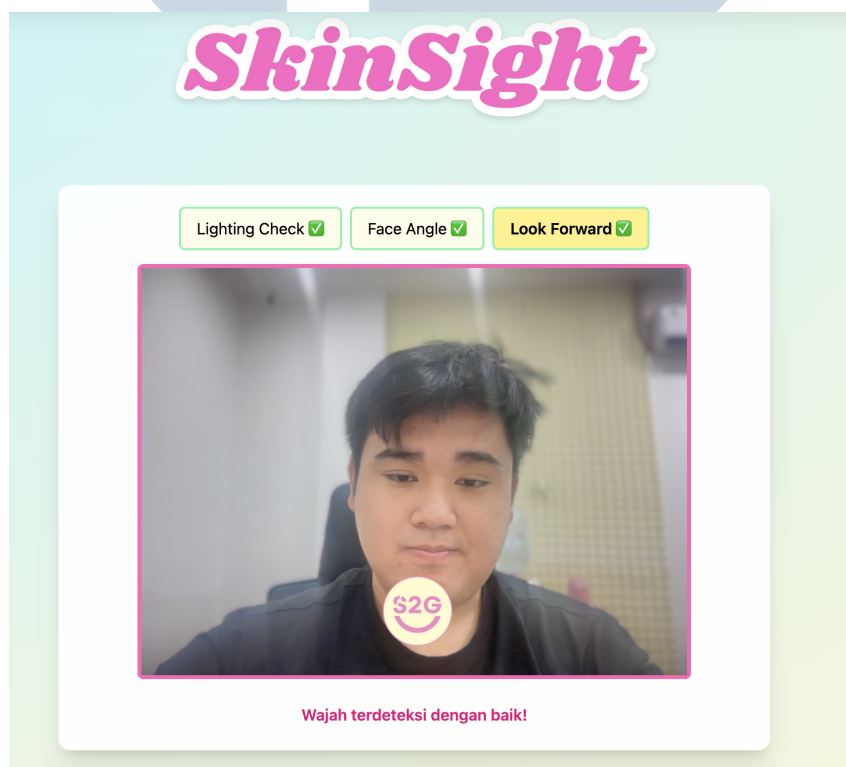 SkinSight
Lighting Check ✅ Face Angle ✅ Look Forward ✅
S2G
Wajah terdeteksi dengan baik!